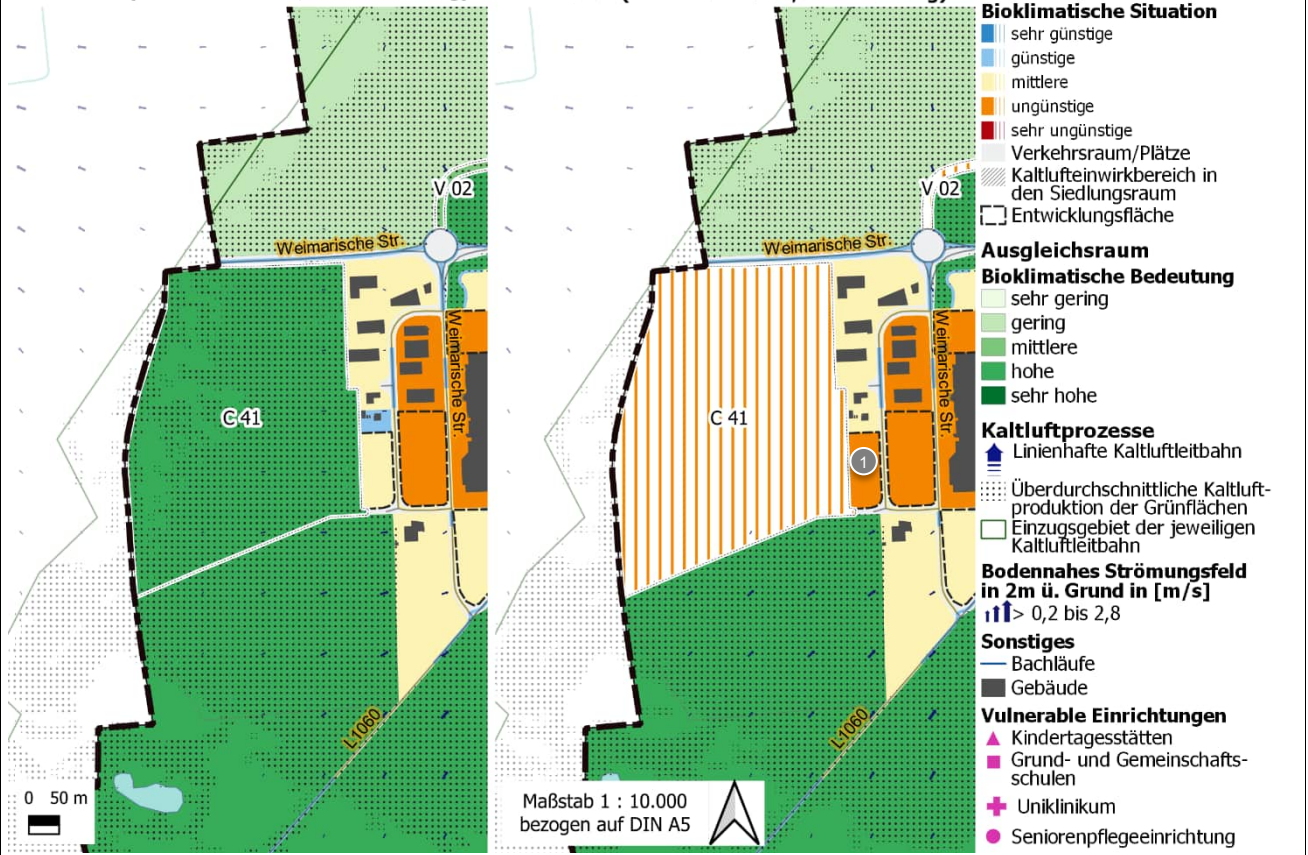 V 02
Weimarische Str.
Weimarische Str.
C 41
L1060
0 50 m
V 02
Weimarische Str.
Weimarische Str.
C 41
1
L1060
Maßstab 1 : 10.000
bezogen auf DIN A5
Bioklimatische Situation
sehr günstige
günstige
mittlere
ungünstige
sehr ungünstige
Verkehrsraum/Plätze
Kaltlufteinwirkbereich in
den Siedlungsraum
Entwicklungsfläche
Ausgleichsraum
Bioklimatische Bedeutung
sehr gering
gering
mittlere
hohe
sehr hohe
Kaltluftprozesse
Linienhafte Kaltluftleitbahn
Überdurchschnittliche Kaltluft-
produktion der Grünflächen
Einzugsgebiet der jeweiligen
Kaltluftleitbahn
Bodennahes Strömungsfeld
in 2m ü. Grund in [m/s]
> 0,2 bis 2,8
Sonstiges
Bachläufe
Gebäude
Vulnerable Einrichtungen
Kindertagesstätten
Grund- und Gemeinschafts-
schulen
Uniklinikum
Seniorenpflegeeinrichtung